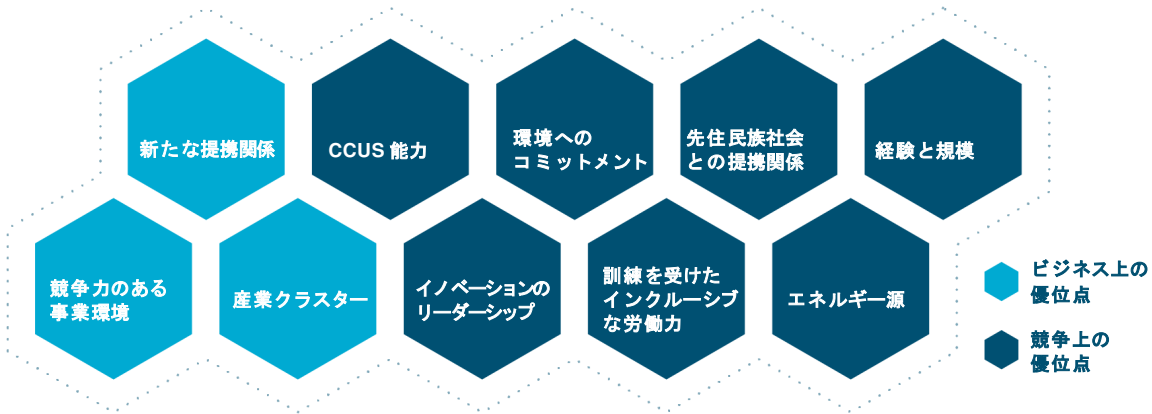 新たな提携関係
CCUS 能力
環境への
コミットメント
先住民族社会
との提携関係
経験と規模
競争力のある
事業環境
産業クラスター
イノベーションの
リーダーシップ
訓練を受けた
インクルーシブ
な労働力
エネルギー源
ビジネス上の
優位点
競争上の
優位点